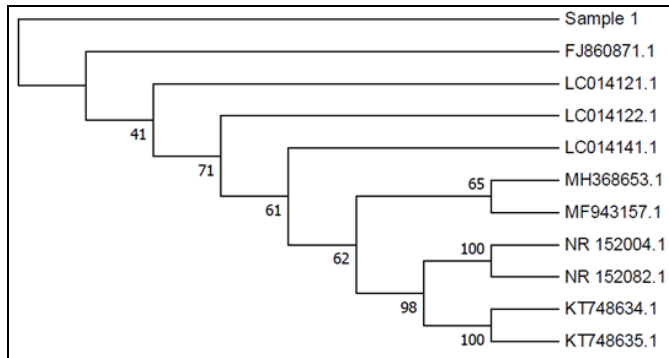 Sample 1
FJ860871.1
LC014121.1
41
LC014122.1
71
LC014141.1
61
MH368653.1
65
MF943157.1
62
NR 152004.1
100
NR 152082.1
98
KT748634.1
100
KT748635.1